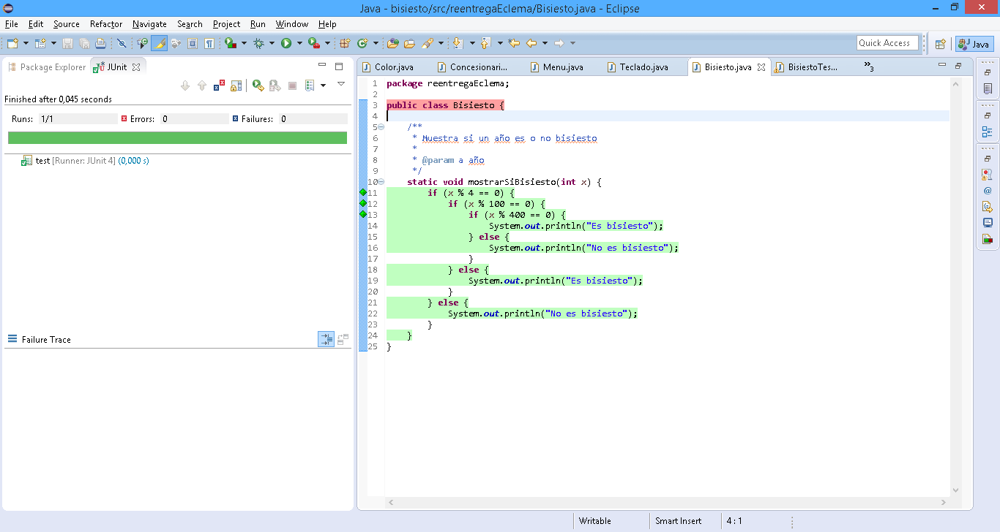 Java - bisiesto/src/reentregaEclema/Bisiesto.java - Eclipse
File Edit Source Refactor Navigate Search Project Run Window Help
Quick Access
Java
Package Explorer
JUnit
Finished after 0,045 seconds
Runs: 1/1
Errors: 0
Failures: 0
test [Runner: JUnit 4] (0,000 s)
Failure Trace
Color.java
Concesionari...
Menu.java
Teclado.java
Bisiesto.java
BisiestoTes...
»3
1 package reentregaEclema;
2
3 public class Bisiesto {
4
5 /**
6 * Muestra si un año es o no bisiesto
7 *
8 * @param a año
9 */
10 static void mostrarSiBisiesto(int x) {
11 if (x % 4 == 0) {
12 if (x % 100 == 0) {
13 if (x % 400 == 0) {
14 System.out.println("Es bisiesto");
15 } else {
16 System.out.println("No es bisiesto");
17 }
18 } else {
19 System.out.println("Es bisiesto");
20 }
21 } else {
22 System.out.println("No es bisiesto");
23 }
24 }
25 }
Writable
Smart Insert
4 : 1